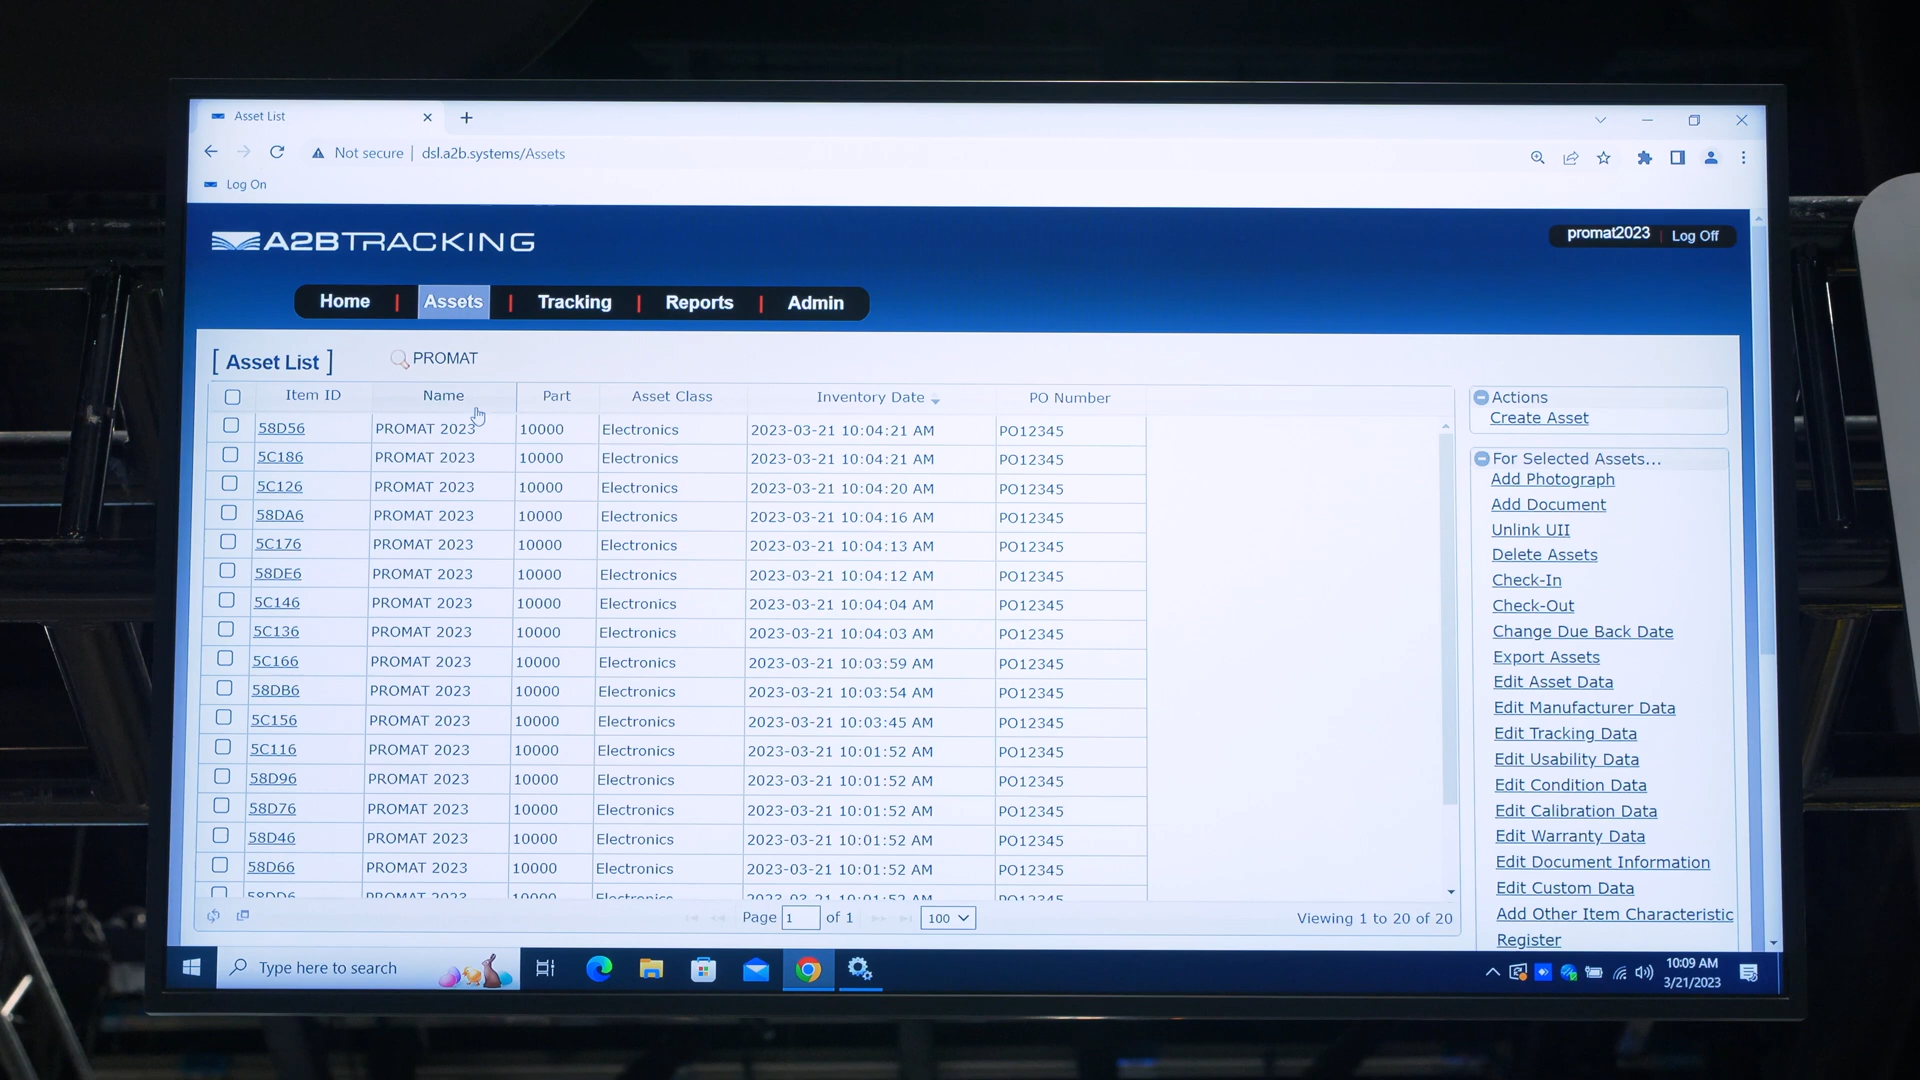 Asset List
Not secure | dsl.a2b.systems/Assets
Log On
A2BTRACKING
promat2023 | Log Off
Home | Assets | Tracking | Reports | Admin
[ Asset List ] PROMAT
Item ID Name Part Asset Class Inventory Date PO Number
58D56 PROMAT 2023 10000 Electronics 2023-03-21 10:04:21 AM PO12345
5C186 PROMAT 2023 10000 Electronics 2023-03-21 10:04:21 AM PO12345
5C126 PROMAT 2023 10000 Electronics 2023-03-21 10:04:20 AM PO12345
58DA6 PROMAT 2023 10000 Electronics 2023-03-21 10:04:16 AM PO12345
5C176 PROMAT 2023 10000 Electronics 2023-03-21 10:04:13 AM PO12345
58DE6 PROMAT 2023 10000 Electronics 2023-03-21 10:04:12 AM PO12345
5C146 PROMAT 2023 10000 Electronics 2023-03-21 10:04:04 AM PO12345
5C136 PROMAT 2023 10000 Electronics 2023-03-21 10:04:03 AM PO12345
5C166 PROMAT 2023 10000 Electronics 2023-03-21 10:03:59 AM PO12345
58DB6 PROMAT 2023 10000 Electronics 2023-03-21 10:03:54 AM PO12345
5C156 PROMAT 2023 10000 Electronics 2023-03-21 10:03:45 AM PO12345
5C116 PROMAT 2023 10000 Electronics 2023-03-21 10:01:52 AM PO12345
58D96 PROMAT 2023 10000 Electronics 2023-03-21 10:01:52 AM PO12345
58D76 PROMAT 2023 10000 Electronics 2023-03-21 10:01:52 AM PO12345
58D46 PROMAT 2023 10000 Electronics 2023-03-21 10:01:52 AM PO12345
58D66 PROMAT 2023 10000 Electronics 2023-03-21 10:01:52 AM PO12345
58DD6 PROMAT 2023 10000 Electronics 2023-03-21 10:01:52 AM PO12345
Page 1 of 1 100 Viewing 1 to 20 of 20
Actions
Create Asset
For Selected Assets...
Add Photograph
Add Document
Unlink UII
Delete Assets
Check-In
Check-Out
Change Due Back Date
Export Assets
Edit Asset Data
Edit Manufacturer Data
Edit Tracking Data
Edit Usability Data
Edit Condition Data
Edit Calibration Data
Edit Warranty Data
Edit Document Information
Edit Custom Data
Add Other Item Characteristic
Register
Type here to search
10:09 AM
3/21/2023